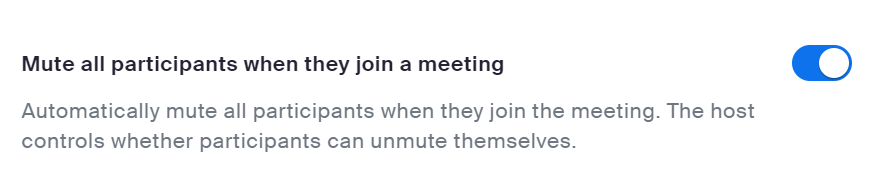 Mute all participants when they join a meeting
Automatically mute all participants when they join the meeting. The host
controls whether participants can unmute themselves.